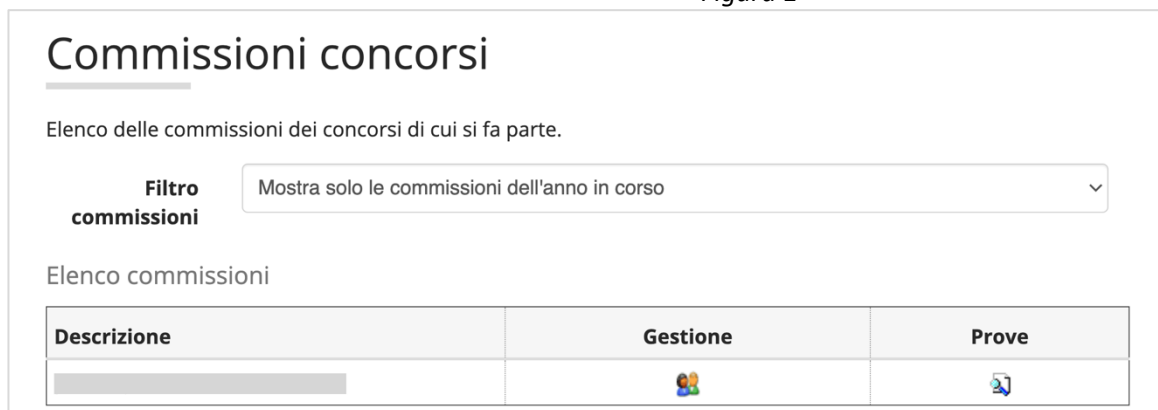 Commissioni concorsi
Elenco delle commissioni dei concorsi di cui si fa parte.
Filtro commissioni
Mostra solo le commissioni dell'anno in corso
Elenco commissioni
Descrizione Gestione Prove